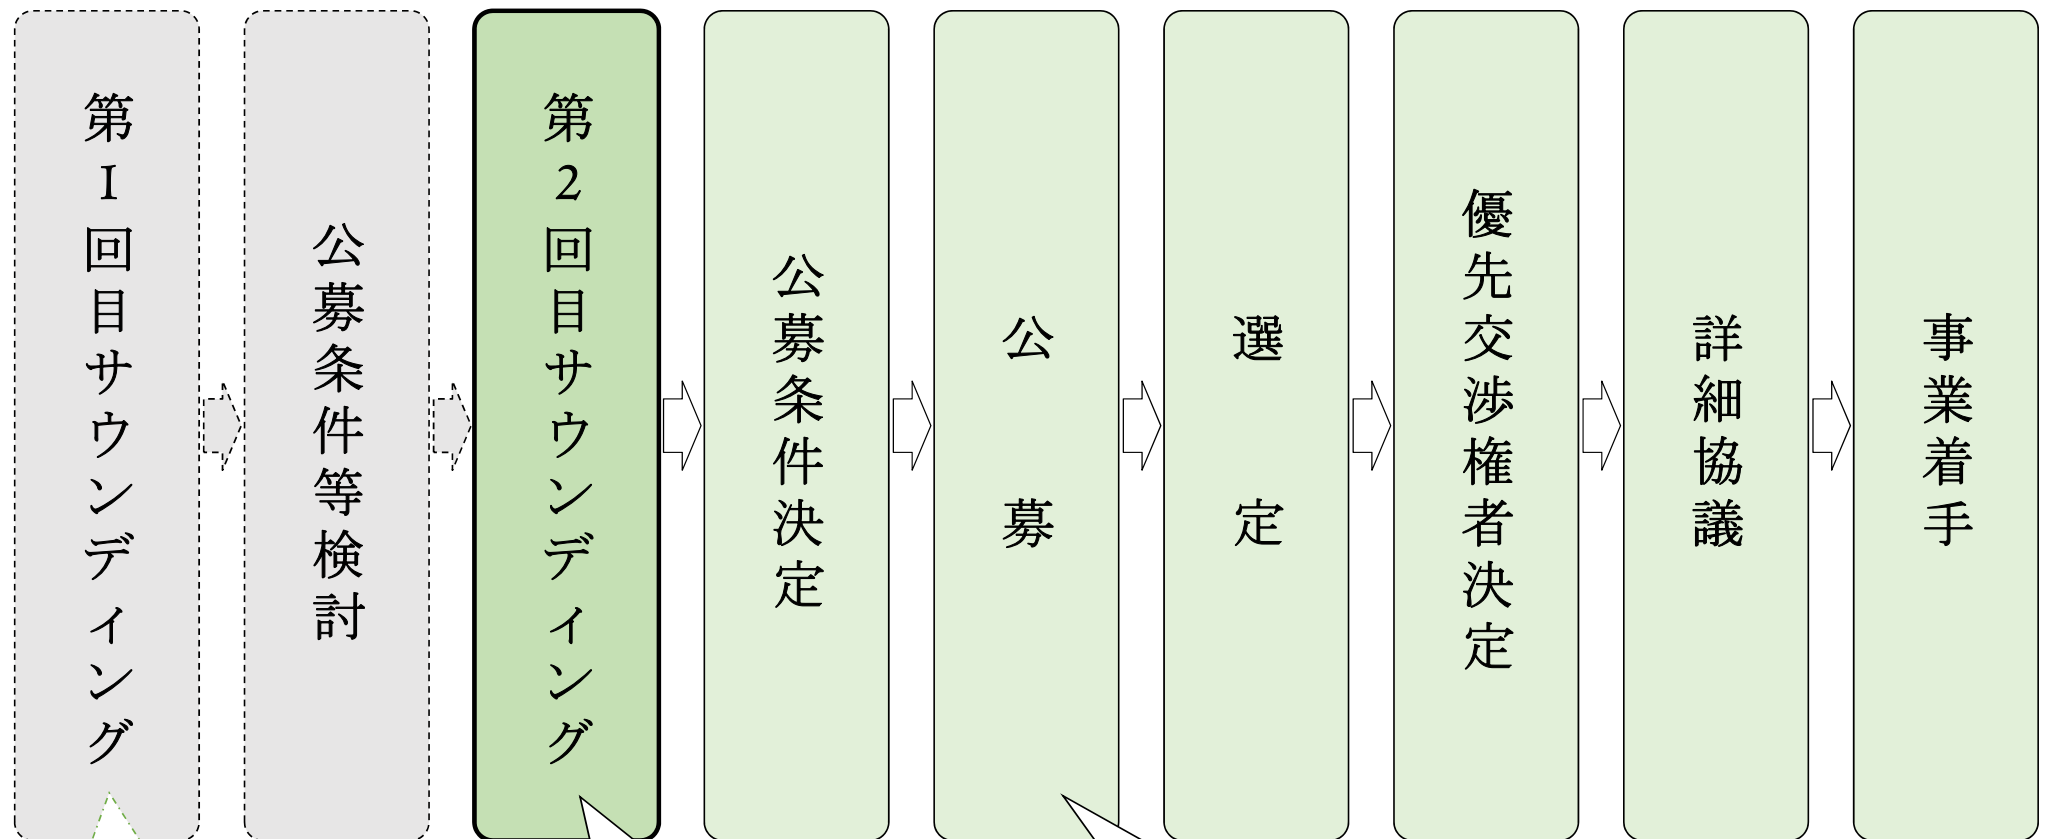 第1回目サウンディング
公募条件等検討
第2回目サウンディング
公募条件決定
公募
選定
優先交渉権者決定
詳細協議
事業着手